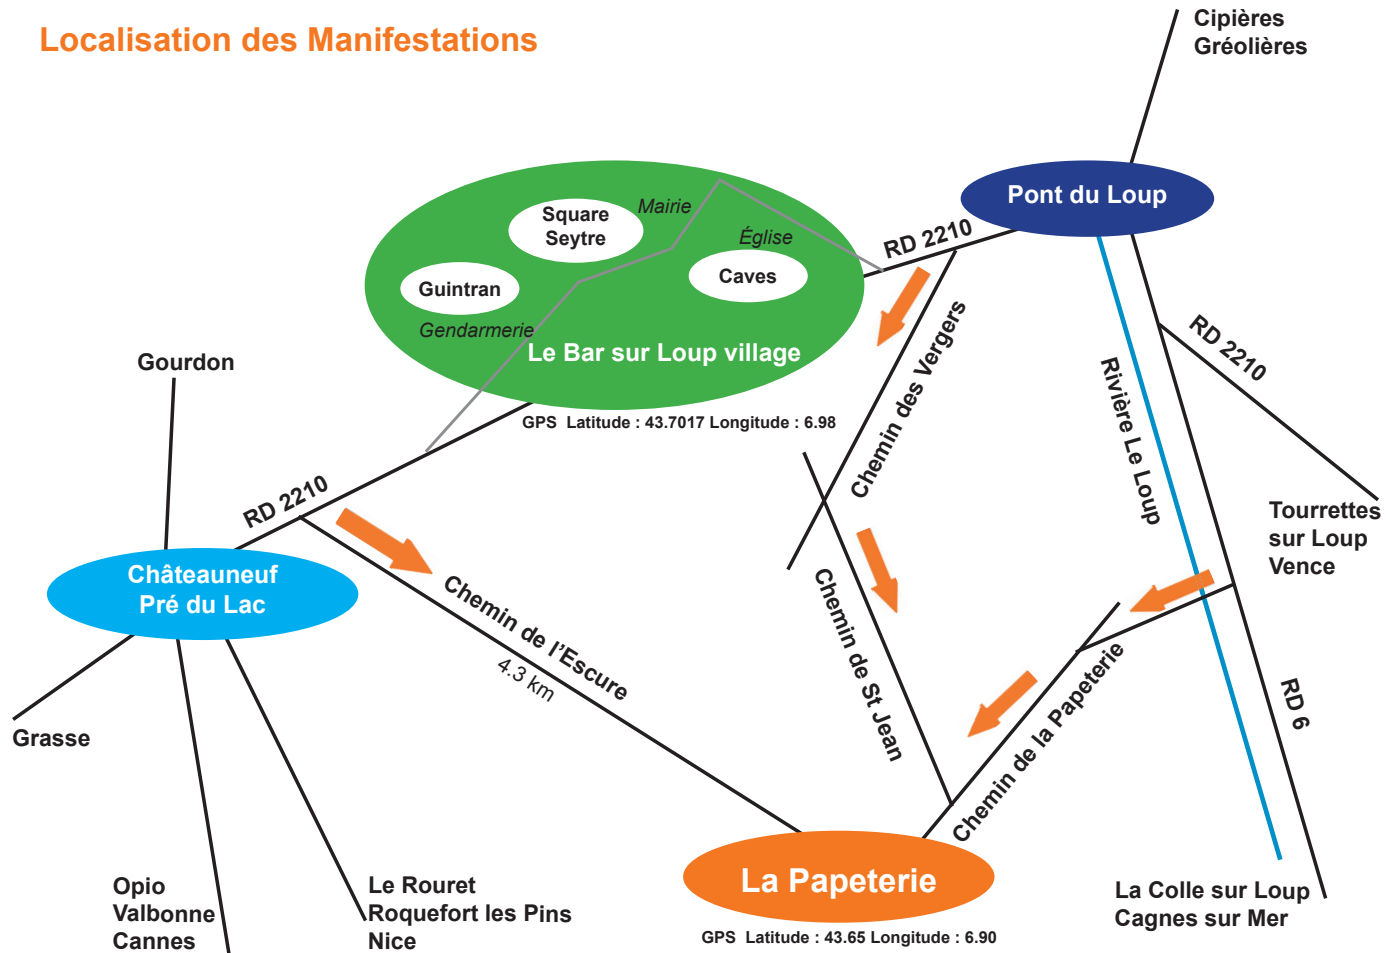 Localisation des Manifestations
Cipières
Gréolières
Pont du Loup
RD 2210
Square
Seytre
Mairie
Église
Caves
Guintran
Gendarmerie
Le Bar sur Loup village
GPS Latitude : 43.7017 Longitude : 6.98
Gourdon
RD 2210
Châteauneuf
Pré du Lac
Chemin de l'Escure
4.3 km
Chemin des Vergers
Chemin de St Jean
Rivière Le Loup
RD 2210
Tourrettes
sur Loup
Vence
RD 6
Chemin de la Papeterie
Grasse
Opio
Valbonne
Cannes
Le Rouret
Roquefort les Pins
Nice
La Papeterie
GPS Latitude : 43.65 Longitude : 6.90
La Colle sur Loup
Cagnes sur Mer